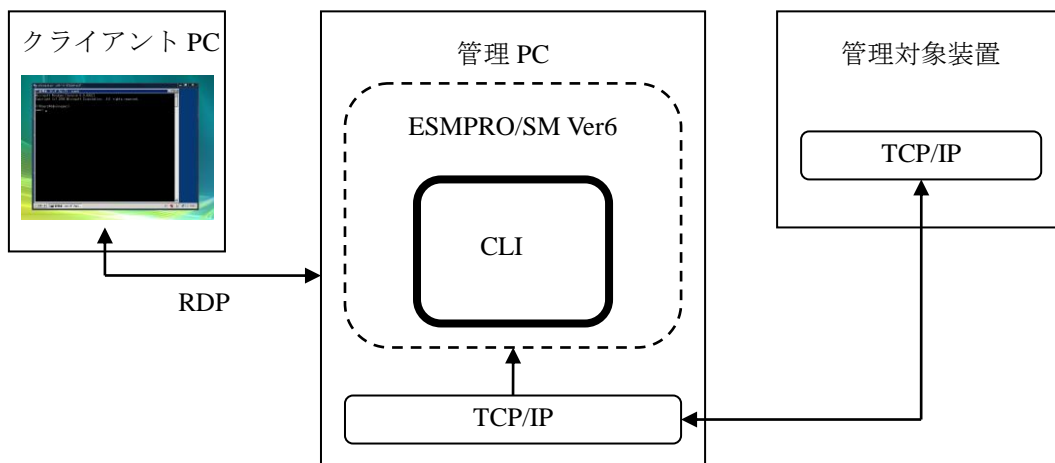 クライアント PC
RDP
管理 PC
ESMPRO/SM Ver6
CLI
TCP/IP
管理対象装置
TCP/IP